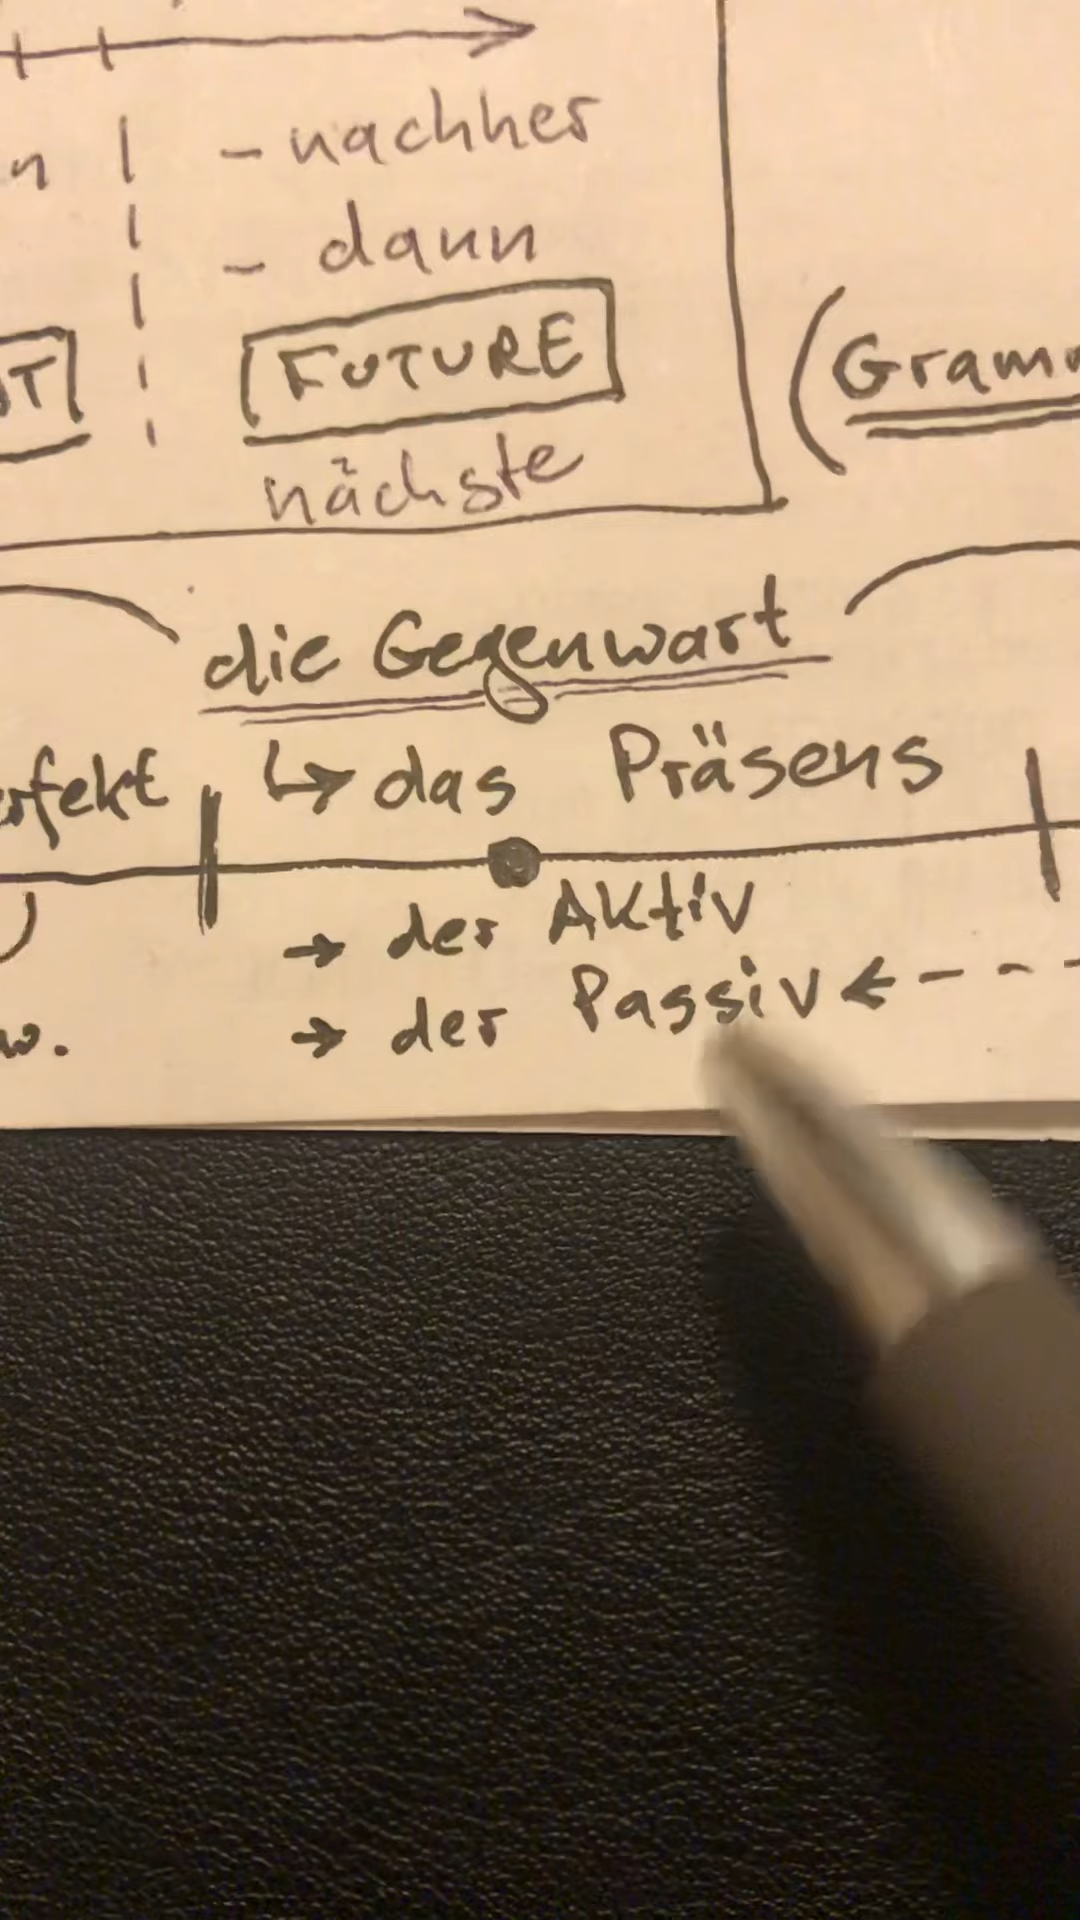 - nachher
- dann
FUTURE
nächste
die Gegenwart
↳ das Präsens
→ der Aktiv
→ der Passiv ←---